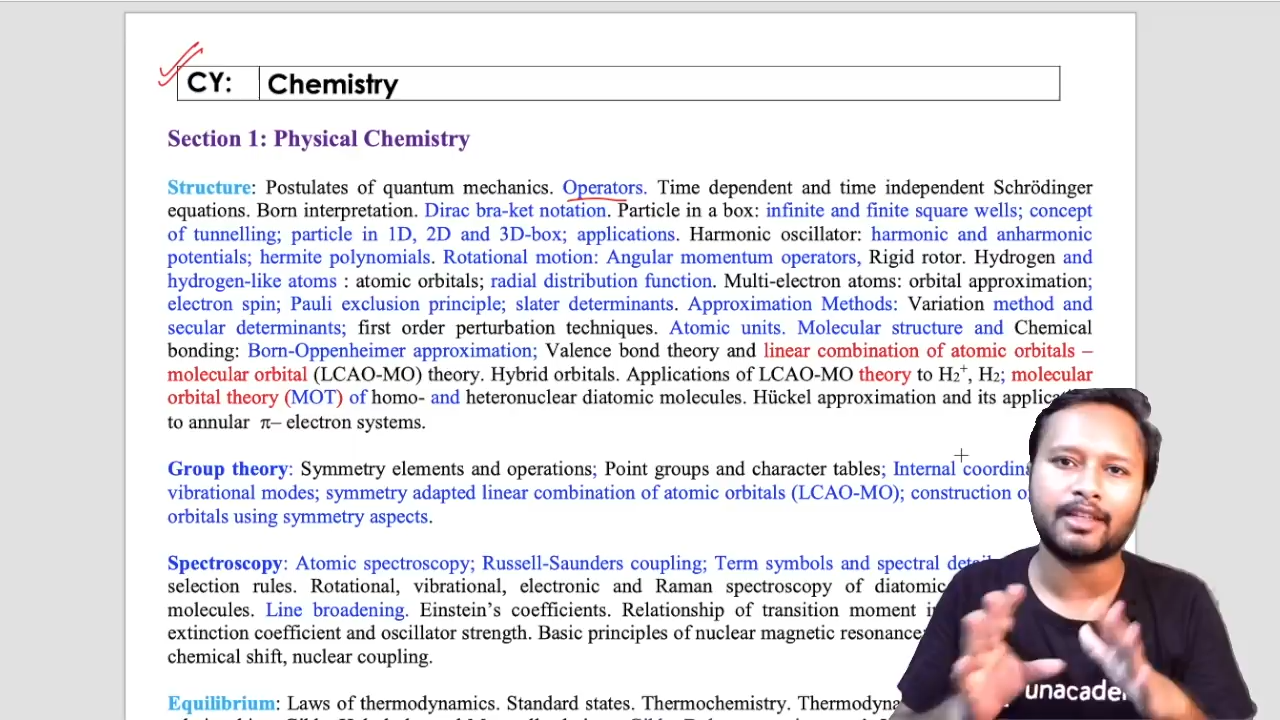 CY: Chemistry
Section 1: Physical Chemistry
Structure: Postulates of quantum mechanics. Operators. Time dependent and time independent Schrödinger
equations. Born interpretation. Dirac bra-ket notation. Particle in a box: infinite and finite square wells; concept
of tunnelling; particle in 1D, 2D and 3D-box; applications. Harmonic oscillator: harmonic and anharmonic
potentials; hermite polynomials. Rotational motion: Angular momentum operators, Rigid rotor. Hydrogen and
hydrogen-like atoms : atomic orbitals; radial distribution function. Multi-electron atoms: orbital approximation;
electron spin; Pauli exclusion principle; slater determinants. Approximation Methods: Variation method and
secular determinants; first order perturbation techniques. Atomic units. Molecular structure and Chemical
bonding: Born-Oppenheimer approximation; Valence bond theory and linear combination of atomic orbitals –
molecular orbital (LCAO-MO) theory. Hybrid orbitals. Applications of LCAO-MO theory to H2+, H2; molecular
orbital theory (MOT) of homo- and heteronuclear diatomic molecules. Hückel approximation and its
to annular π– electron systems.
Group theory: Symmetry elements and operations; Point groups and character tables; Internal
vibrational modes; symmetry adapted linear combination of atomic orbitals (LCAO-MO); construction
orbitals using symmetry aspects.
Spectroscopy: Atomic spectroscopy; Russell-Saunders coupling; Term symbols and spectral
selection rules. Rotational, vibrational, electronic and Raman spectroscopy of
molecules. Line broadening. Einstein’s coefficients. Relationship of transition moment
extinction coefficient and oscillator strength. Basic principles of nuclear magnetic
chemical shift, nuclear coupling.
Equilibrium: Laws of thermodynamics. Standard states. Thermochemistry.
unacade